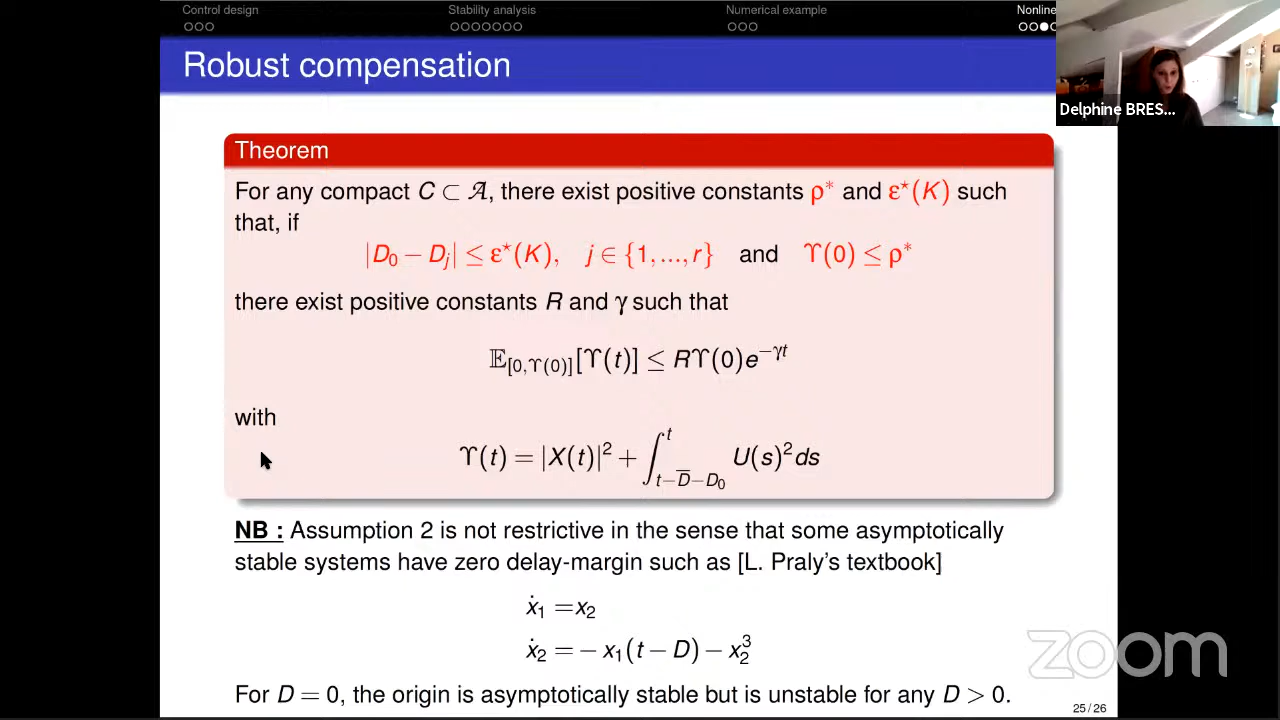 Control design Stability analysis Numerical example Nonline
Robust compensation
Delphine BRES...
Theorem
For any compact C ⊂ 𝒜, there exist positive constants ρ* and ε*(K) such
that, if
|D₀ − Dⱼ| ≤ ε*(K), j ∈ {1,...,r} and ϒ(0) ≤ ρ*
there exist positive constants R and γ such that
𝔼[0,ϒ(0)][ϒ(t)] ≤ Rϒ(0)e^{−γt}
with
ϒ(t) = |X(t)|² + ∫_{t−D̅−D₀}^{t} U(s)²ds
NB : Assumption 2 is not restrictive in the sense that some asymptotically
stable systems have zero delay-margin such as [L. Praly's textbook]
ẋ₁ =x₂
ẋ₂ = − x₁(t − D) − x₂³
For D = 0, the origin is asymptotically stable but is unstable for any D > 0.
zoom
25 / 26